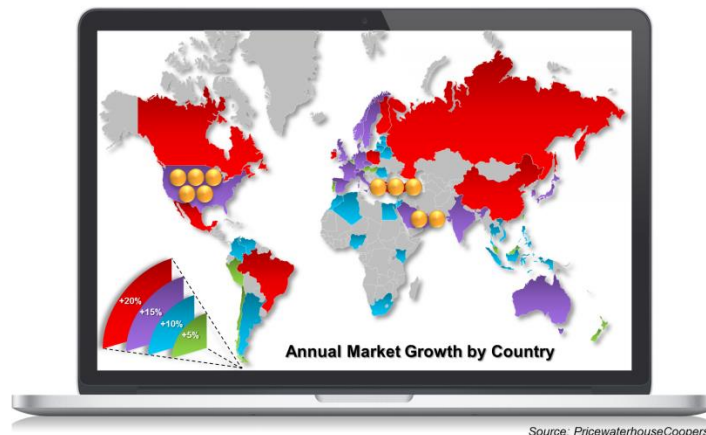 +20%
+15%
+10%
+5%
Annual Market Growth by Country
Source: PricewaterhouseCoopers